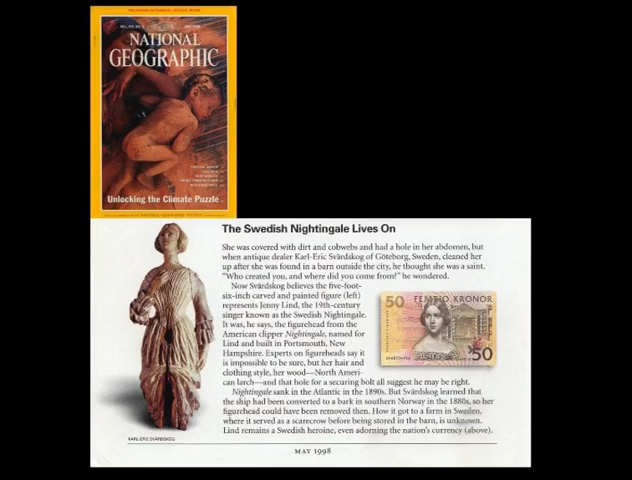 NATIONAL
GEOGRAPHIC
Unlocking the Climate Puzzle
The Swedish Nightingale Lives On
She was covered with dirt and cobwebs and had a hole in her abdomen, but
when antique dealer Karl-Eric Svärdskog of Göteborg, Sweden, cleaned her
up after she was found in a barn outside the city, he thought she was a saint.
"Who created you, and where did you come from?" he wondered.
Now Svärdskog believes the five-foot-
six-inch carved and painted figure (left)
represents Jenny Lind, the 19th-century
singer known as the Swedish Nightingale.
It was, he says, the figurehead from the
American clipper Nightingale, named for
Lind and built in Portsmouth, New
Hampshire. Experts on figureheads say it
is impossible to be sure, but her hair and
clothing style, her wood—North Ameri-
can larch—and that hole for a securing bolt all suggest he may be right.
Nightingale sank in the Atlantic in the 1890s. But Svärdskog learned that
the ship had been converted to a bark in southern Norway in the 1880s, so her
figurehead could have been removed then. How it got to a farm in Sweden,
where it served as a scarecrow before being stored in the barn, is unknown.
Lind remains a Swedish heroine, even adorning the nation's currency (above).
50 FEMTIO KRONOR
50
KARL-ERIC SVÄRDSKOG
MAY 1998